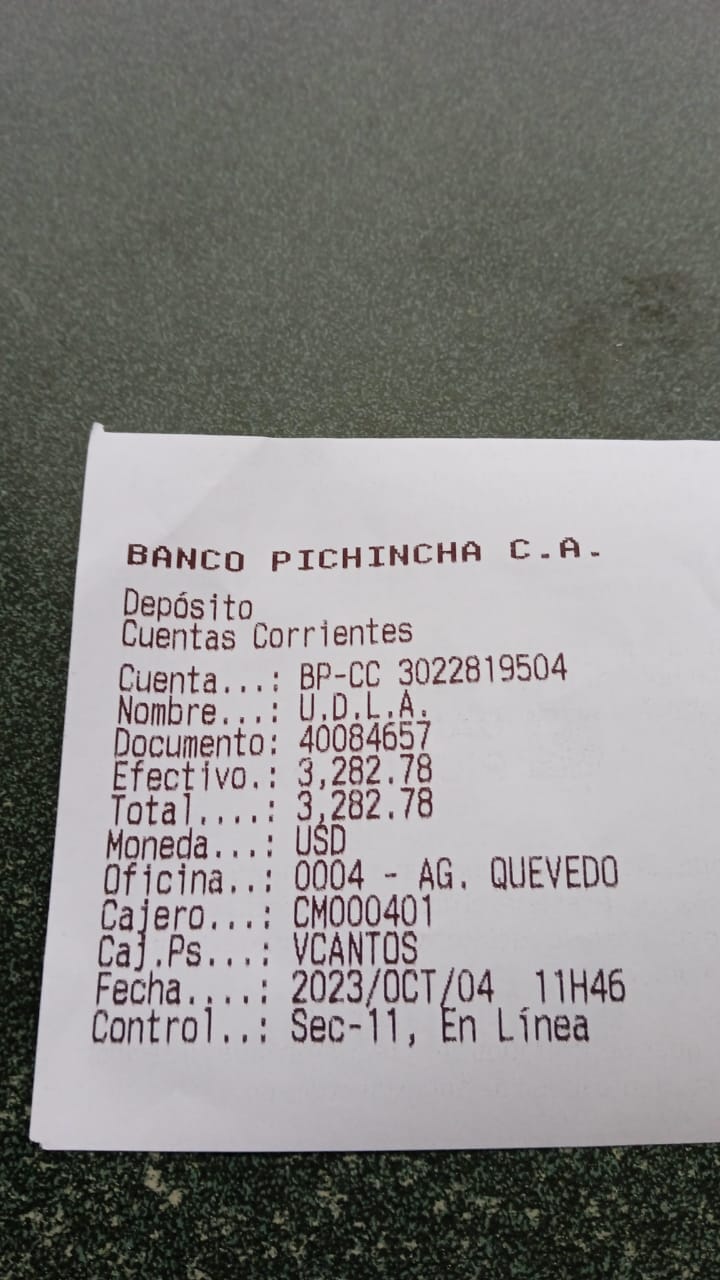 BANCO PICHINCHA C.A.
Depósito
Cuentas Corrientes
Cuenta...: BP-CC 3022819504
Nombre...: U.D.L.A.
Documento: 40084657
Efectivo.: 3,282.78
Total....: 3,282.78
Moneda...: USD
Oficina..: 0004 - AG. QUEVEDO
Cajero...: CM000401
Caj.Ps...: VCANTOS
Fecha....: 2023/OCT/04 11H46
Control..: Sec-11, En Línea